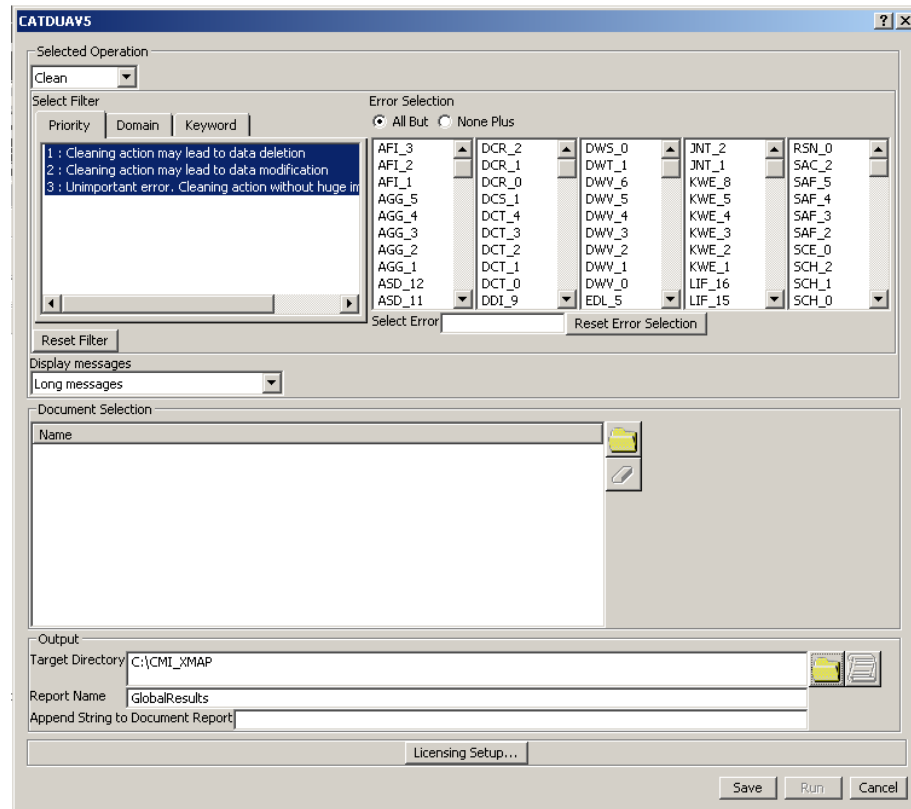 CATDUAV5
Selected Operation
Clean
Select Filter
Priority Domain Keyword
1 : Cleaning action may lead to data deletion
2 : Cleaning action may lead to data modification
3 : Unimportant error. Cleaning action without huge im
Reset Filter
Error Selection
All But None Plus
AFI_3
AFI_2
AFI_1
AGG_5
AGG_4
AGG_3
AGG_2
AGG_1
ASD_12
ASD_11
DCR_2
DCR_1
DCR_0
DCS_1
DCT_4
DCT_3
DCT_2
DCT_1
DCT_0
DDI_9
DWS_0
DWT_1
DWV_6
DWV_5
DWV_4
DWV_3
DWV_2
DWV_1
DWV_0
EDL_5
JNT_2
JNT_1
KWE_8
KWE_5
KWE_4
KWE_3
KWE_2
KWE_1
LIF_16
LIF_15
RSN_0
SAC_2
SAF_5
SAF_4
SAF_3
SAF_2
SCE_0
SCH_2
SCH_1
SCH_0
Select Error
Reset Error Selection
Display messages
Long messages
Document Selection
Name
Output
Target Directory C:\CMI_XMAP
Report Name GlobalResults
Append String to Document Report
Licensing Setup...
Save Run Cancel